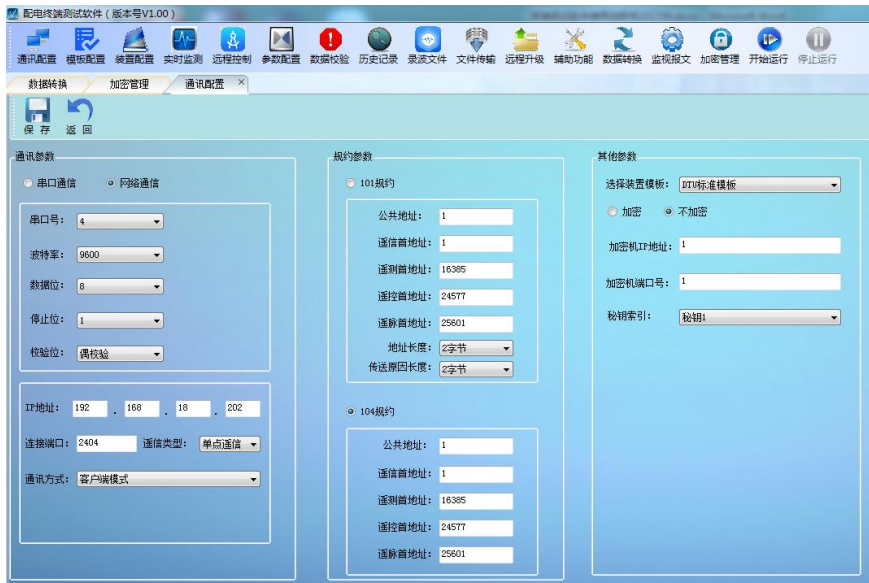 配电终端测试软件（版本号V1.00）
通讯配置 模板配置 装置配置 实时监测 远程控制 参数配置 数据校验 历史记录 录波文件 文件传输 远程升级 辅助功能 数据转换 监视报文 加密管理 开始运行 停止运行
数据转换 加密管理 通讯配置 ×
保存 返回
通讯参数
串口通信 网络通信
串口号： 4
波特率： 9600
数据位： 8
停止位： 1
校验位： 偶校验
IP地址： 192 . 168 . 18 . 202
连接端口： 2404 遥信类型： 单点遥信
通讯方式： 客户端模式
规约参数
101规约
公共地址： 1
遥信首地址： 1
遥测首地址： 16385
遥控首地址： 24577
遥脉首地址： 25601
地址长度： 2字节
传送原因长度： 2字节
104规约
公共地址： 1
遥信首地址： 1
遥测首地址： 16385
遥控首地址： 24577
遥脉首地址： 25601
其他参数
选择装置模板： DTU标准模板
加密 不加密
加密机IP地址： 1
加密机端口号： 1
秘钥索引： 秘钥1